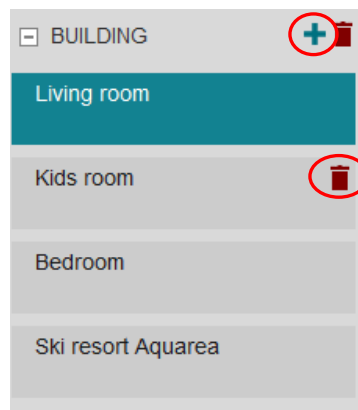 BUILDING
Living room
Kids room
Bedroom
Ski resort Aquarea